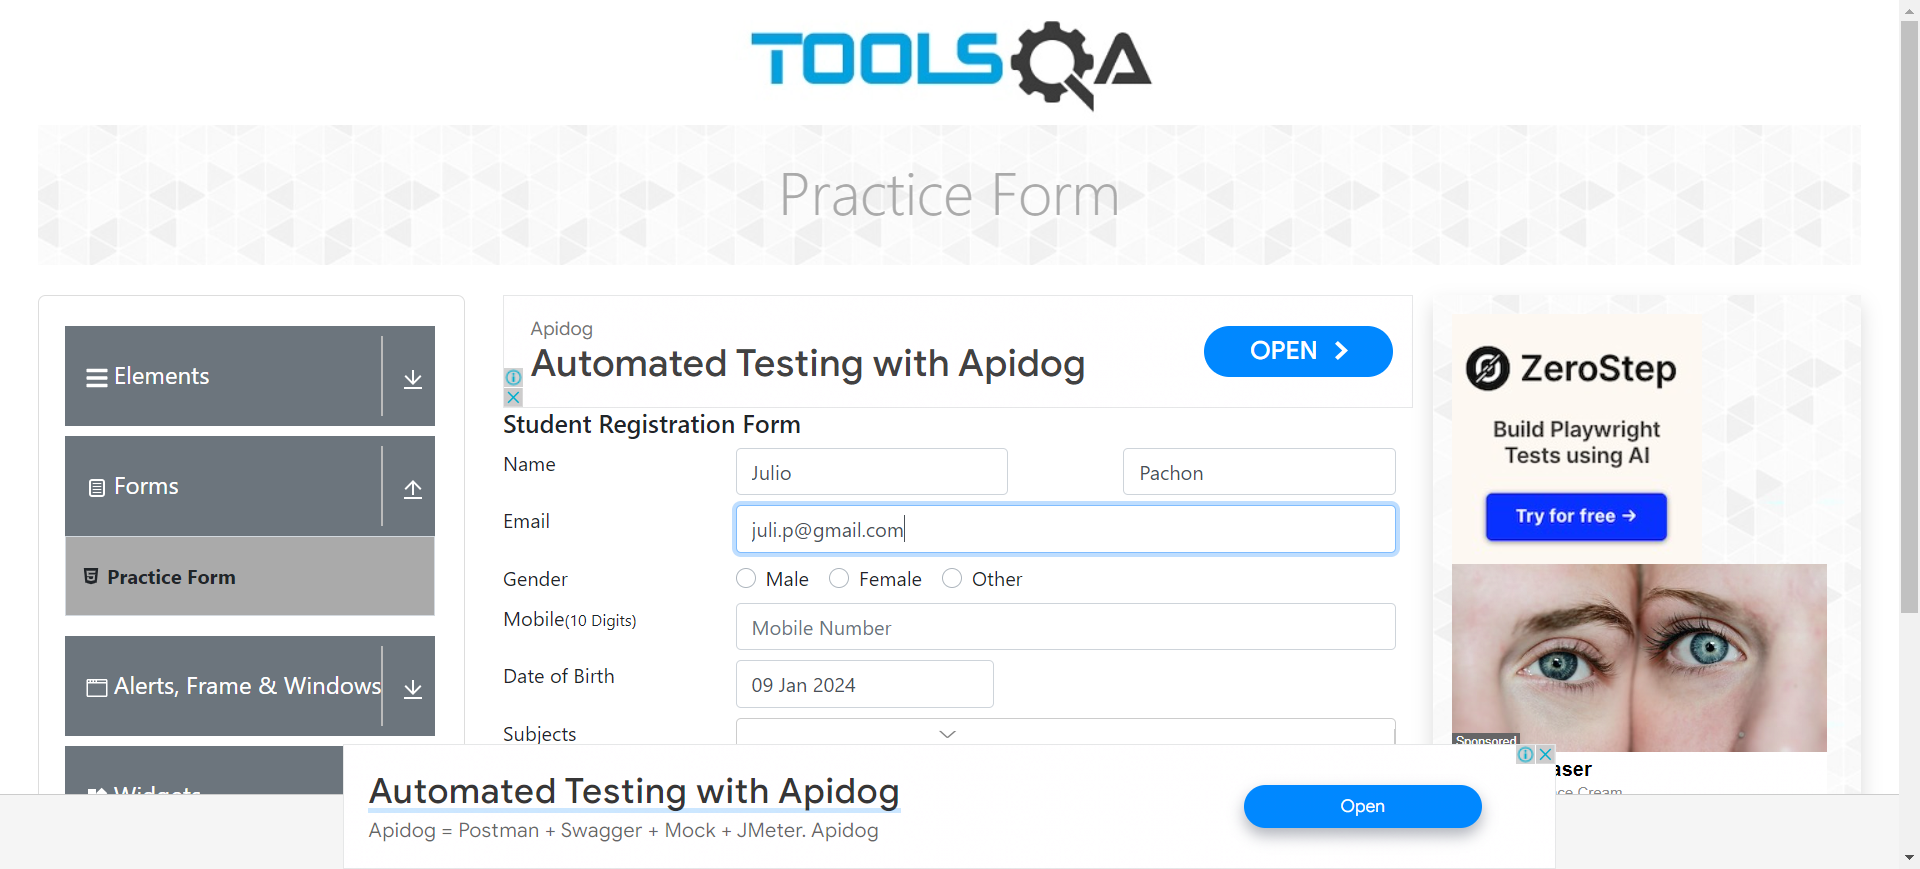 TOOLSQA
Practice Form
Elements
Forms
Practice Form
Alerts, Frame & Windows
Widgets
Apidog
Automated Testing with Apidog
OPEN
Student Registration Form
Name
Julio
Pachon
Email
juli.p@gmail.com
Gender
Male
Female
Other
Mobile(10 Digits)
Mobile Number
Date of Birth
09 Jan 2024
Subjects
ZeroStep
Build Playwright
Tests using AI
Try for free →
Sponsored
aser
ce Cream
Automated Testing with Apidog
Apidog = Postman + Swagger + Mock + JMeter. Apidog
Open